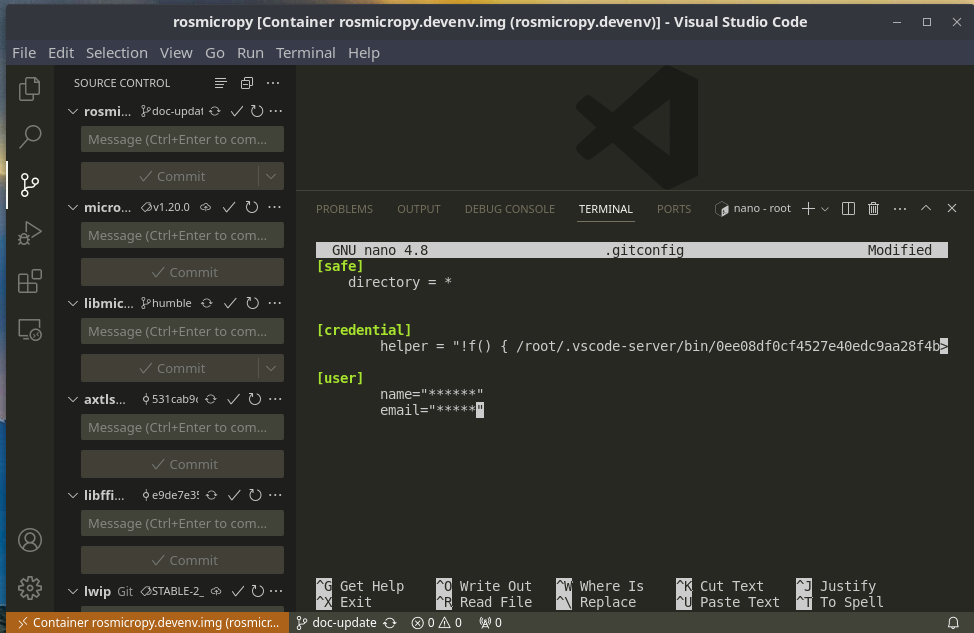 rosmicropy [Container rosmicropy.devenv.img (rosmicropy.devenv)] - Visual Studio Code
File Edit Selection View Go Run Terminal Help
SOURCE CONTROL
rosmi... doc-updat
Message (Ctrl+Enter to com...
Commit
micro... v1.20.0
Message (Ctrl+Enter to com...
Commit
libmic... humble
Message (Ctrl+Enter to com...
Commit
axtls... 531cab9c
Message (Ctrl+Enter to com...
Commit
libffi... e9de7e35
Message (Ctrl+Enter to com...
Commit
lwip Git STABLE-2_
PROBLEMS OUTPUT DEBUG CONSOLE TERMINAL PORTS nano - root
GNU nano 4.8 .gitconfig Modified
[safe]
directory = *
[credential]
helper = "!f() { /root/.vscode-server/bin/0ee08df0cf4527e40edc9aa28f4b>
[user]
name="******"
email="*****"
^G Get Help ^O Write Out ^W Where Is ^K Cut Text ^J Justify
^X Exit ^R Read File ^\ Replace ^U Paste Text ^T To Spell
Container rosmicropy.devenv.img (rosmicr... doc-update 0 0 0